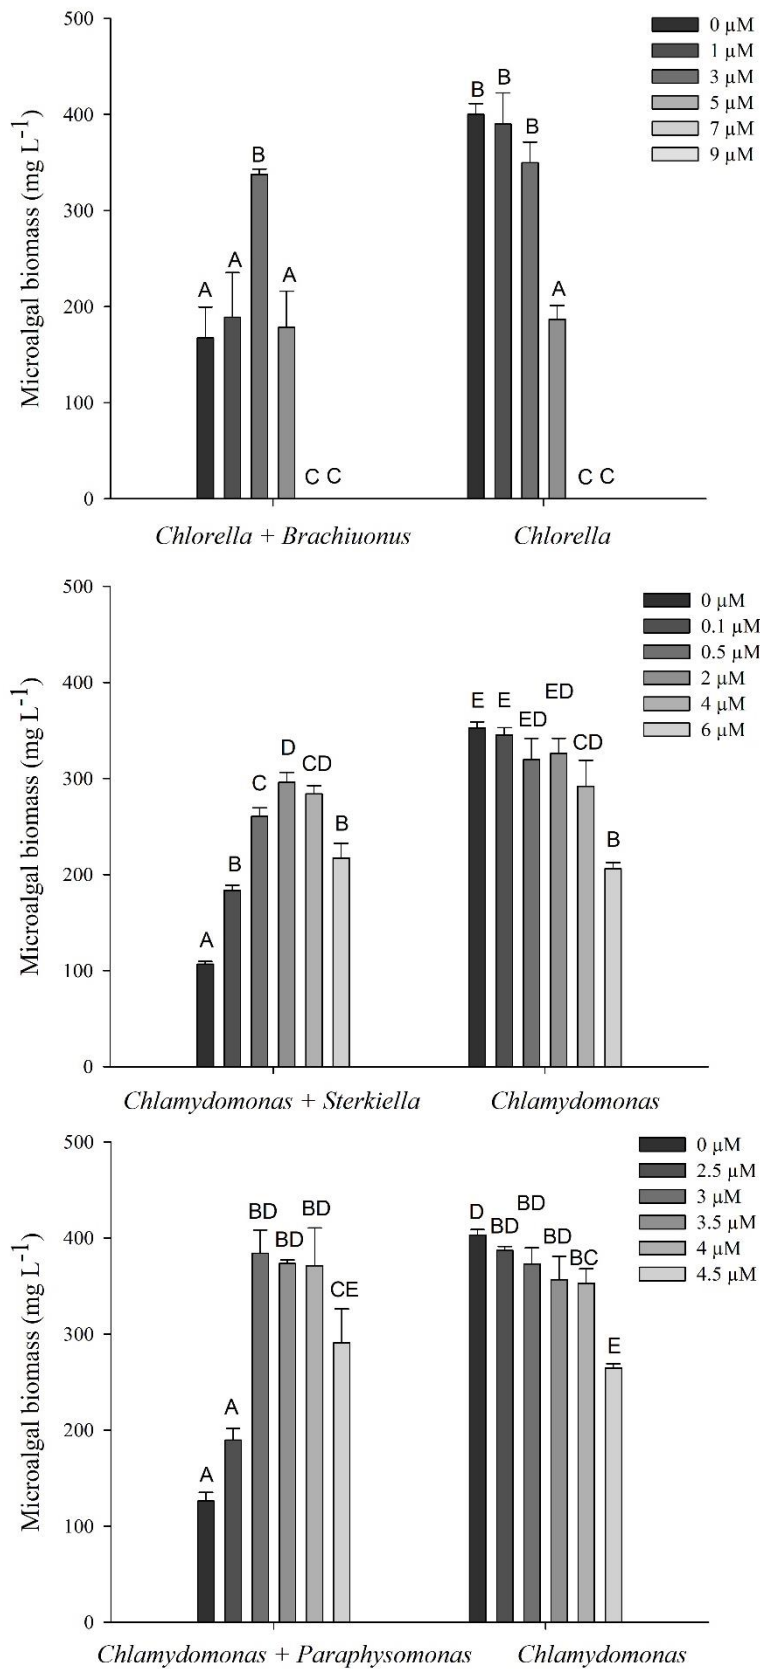 Microalgal biomass (mg L⁻¹)
500
400
300
200
100
0
A
A
B
A
C C
B
B
B
A
C C
0 µM
1 µM
3 µM
5 µM
7 µM
9 µM
Chlorella + Brachiuonus
Chlorella
Microalgal biomass (mg L⁻¹)
500
400
300
200
100
0
A
B
C
D
CD
B
E
E
ED
ED
CD
B
0 µM
0.1 µM
0.5 µM
2 µM
4 µM
6 µM
Chlamydomonas + Sterkiella
Chlamydomonas
Microalgal biomass (mg L⁻¹)
500
400
300
200
100
0
A
A
BD
BD
BD
CE
D
BD
BD
BD
BC
E
0 µM
2.5 µM
3 µM
3.5 µM
4 µM
4.5 µM
Chlamydomonas + Paraphysomonas
Chlamydomonas